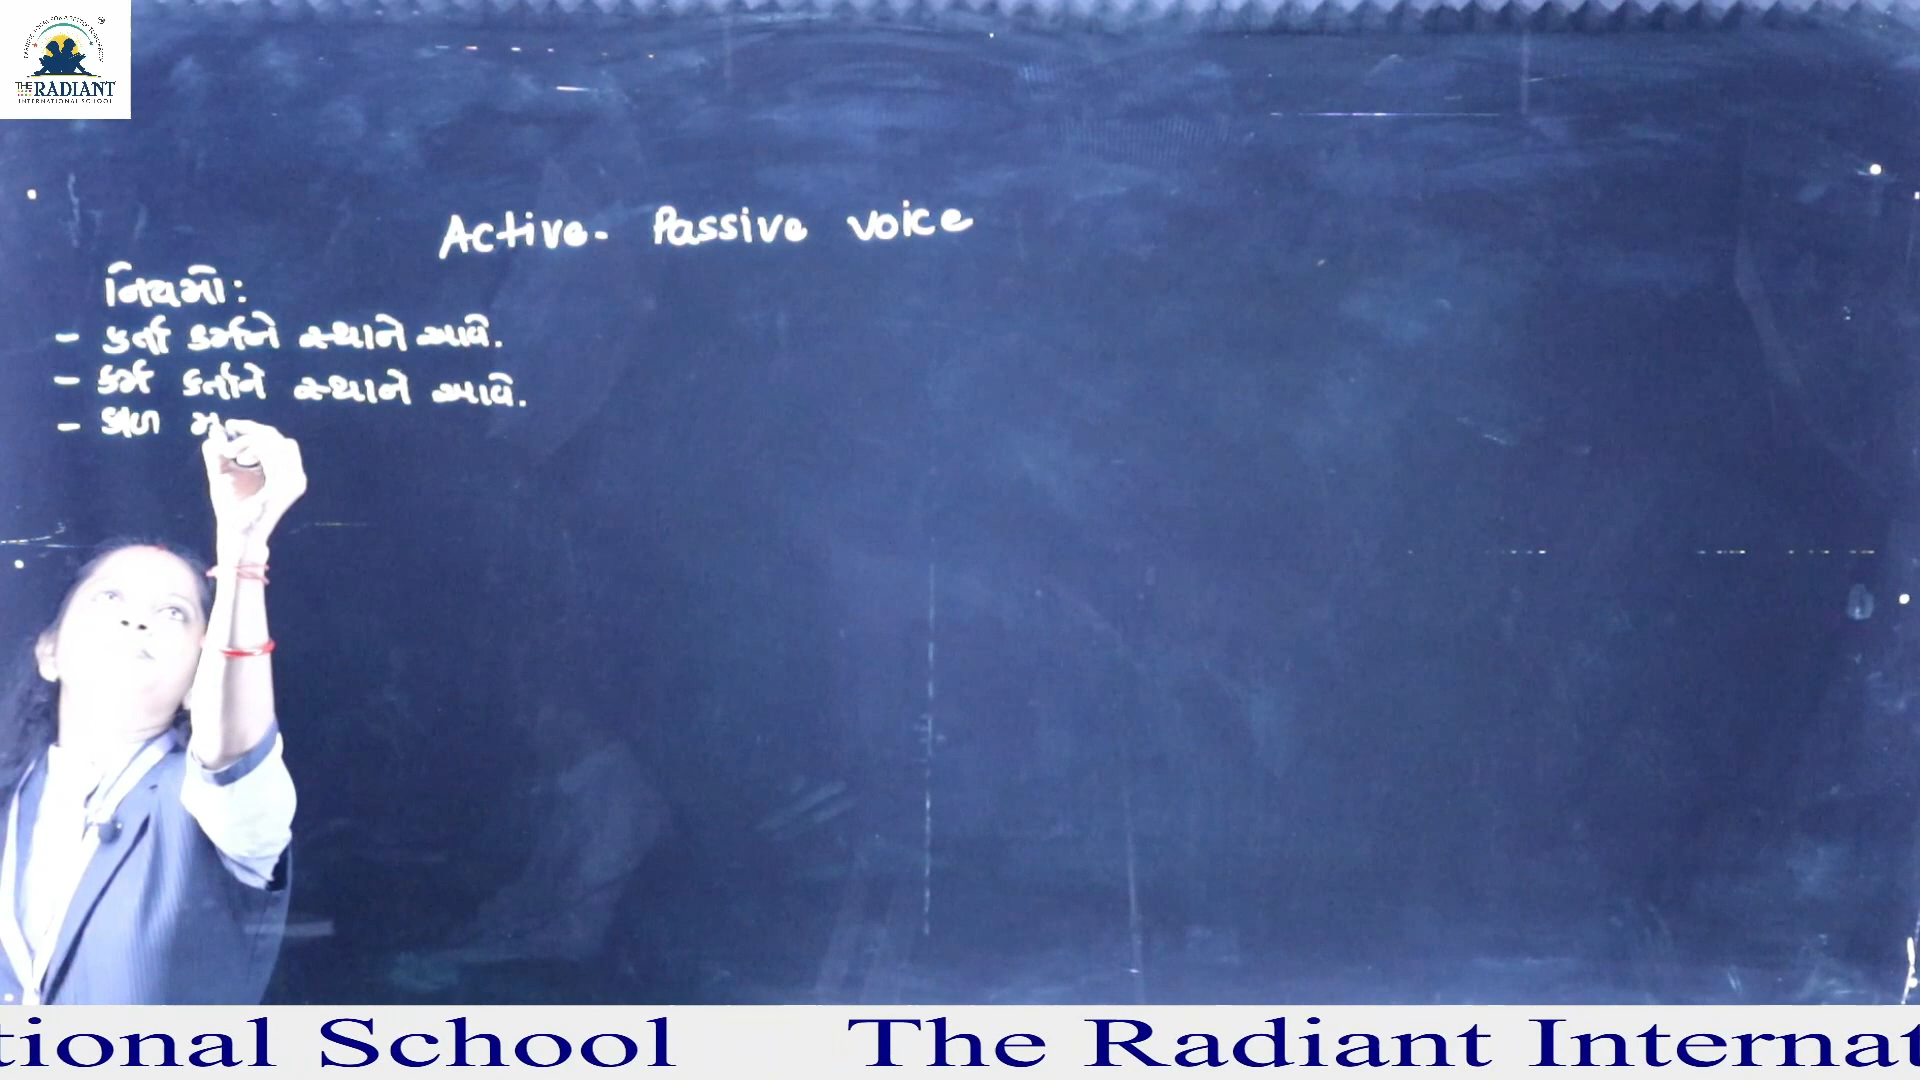 THE RADIANT
INTERNATIONAL SCHOOL
Active- Passive voice
નિયમો:
- કર્તા કર્મને સ્થાને આવે.
- કર્મ કર્તાને સ્થાને આવે.
- કાળ
tional School The Radiant Internat